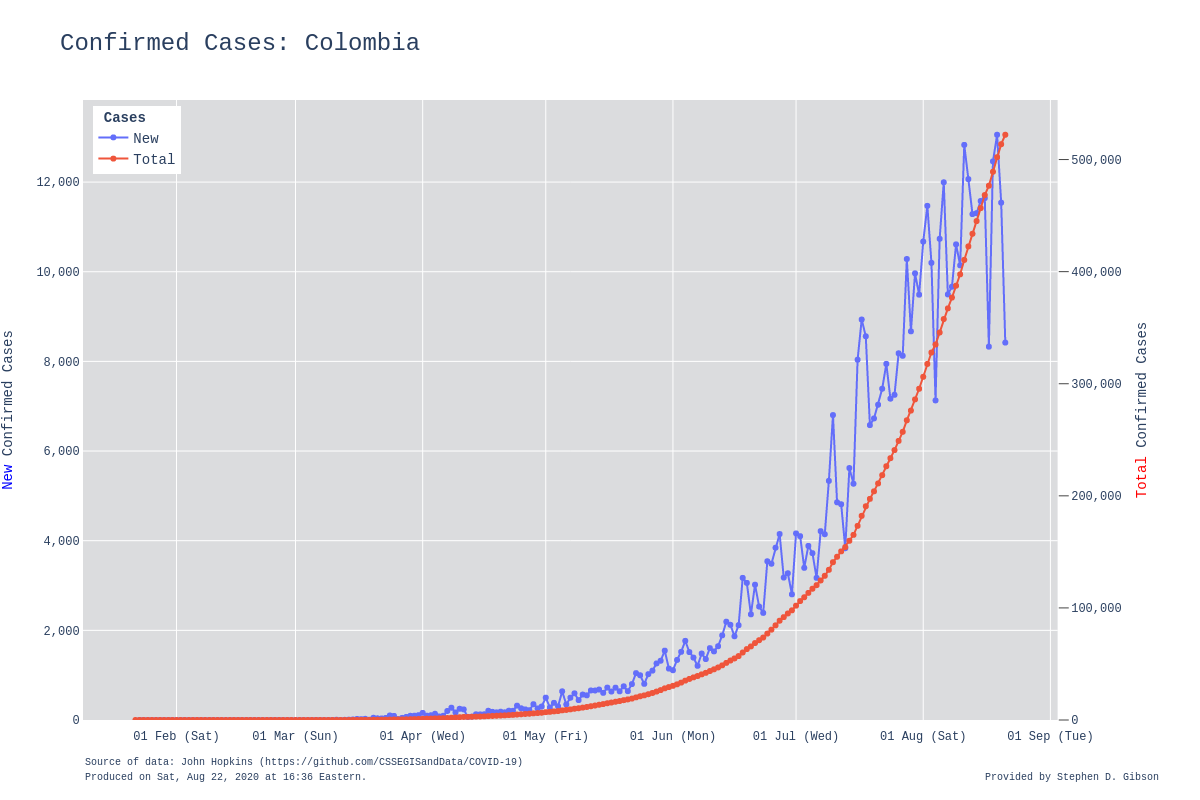 Confirmed Cases: Colombia
Cases
New
Total
12,000
10,000
8,000
6,000
4,000
2,000
0
500,000
400,000
300,000
200,000
100,000
0
New Confirmed Cases
Total Confirmed Cases
01 Feb (Sat) 01 Mar (Sun) 01 Apr (Wed) 01 May (Fri) 01 Jun (Mon) 01 Jul (Wed) 01 Aug (Sat) 01 Sep (Tue)
Source of data: John Hopkins (https://github.com/CSSEGISandData/COVID-19)
Produced on Sat, Aug 22, 2020 at 16:36 Eastern.
Provided by Stephen D. Gibson